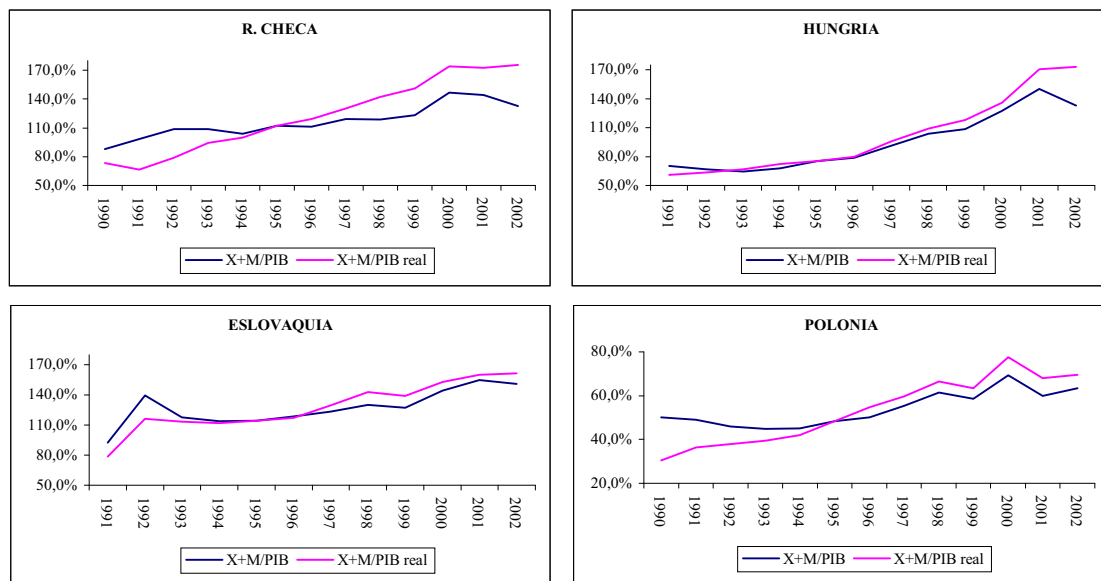 R. CHECA
170,0%
140,0%
110,0%
80,0%
50,0%
1990 1991 1992 1993 1994 1995 1996 1997 1998 1999 2000 2001 2002
X+M/PIB X+M/PIB real
HUNGRIA
170,0%
140,0%
110,0%
80,0%
50,0%
1991 1992 1993 1994 1995 1996 1997 1998 1999 2000 2001 2002
X+M/PIB X+M/PIB real
ESLOVAQUIA
170,0%
140,0%
110,0%
80,0%
50,0%
1991 1992 1993 1994 1995 1996 1997 1998 1999 2000 2001 2002
X+M/PIB X+M/PIB real
POLONIA
80,0%
60,0%
40,0%
20,0%
1990 1991 1992 1993 1994 1995 1996 1997 1998 1999 2000 2001 2002
X+M/PIB X+M/PIB real